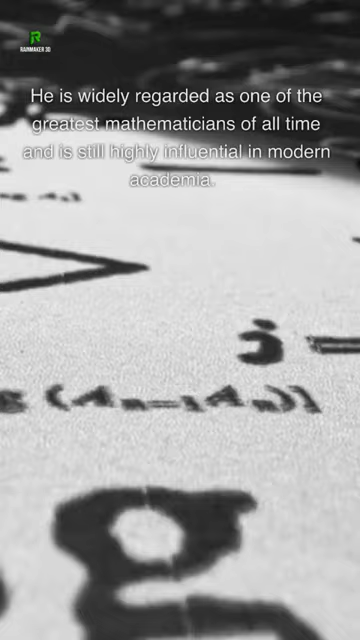 RAINMAKER 3D
He is widely regarded as one of the
greatest mathematicians of all time
and is still highly influential in modern
academia.
j =
g (A n-1 A n)]
g